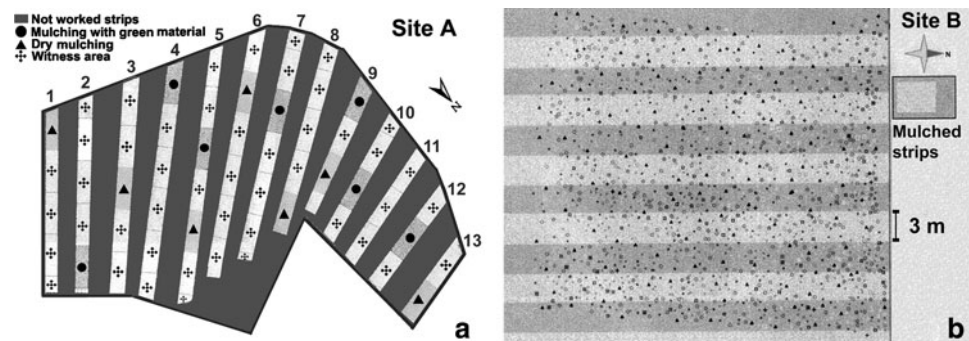 Not worked strips
Mulching with green material
Dry mulching
Witness area
Site A
1
2
3
4
5
6
7
8
9
10
11
12
13
N
a
Site B
N
Mulched
strips
3 m
b